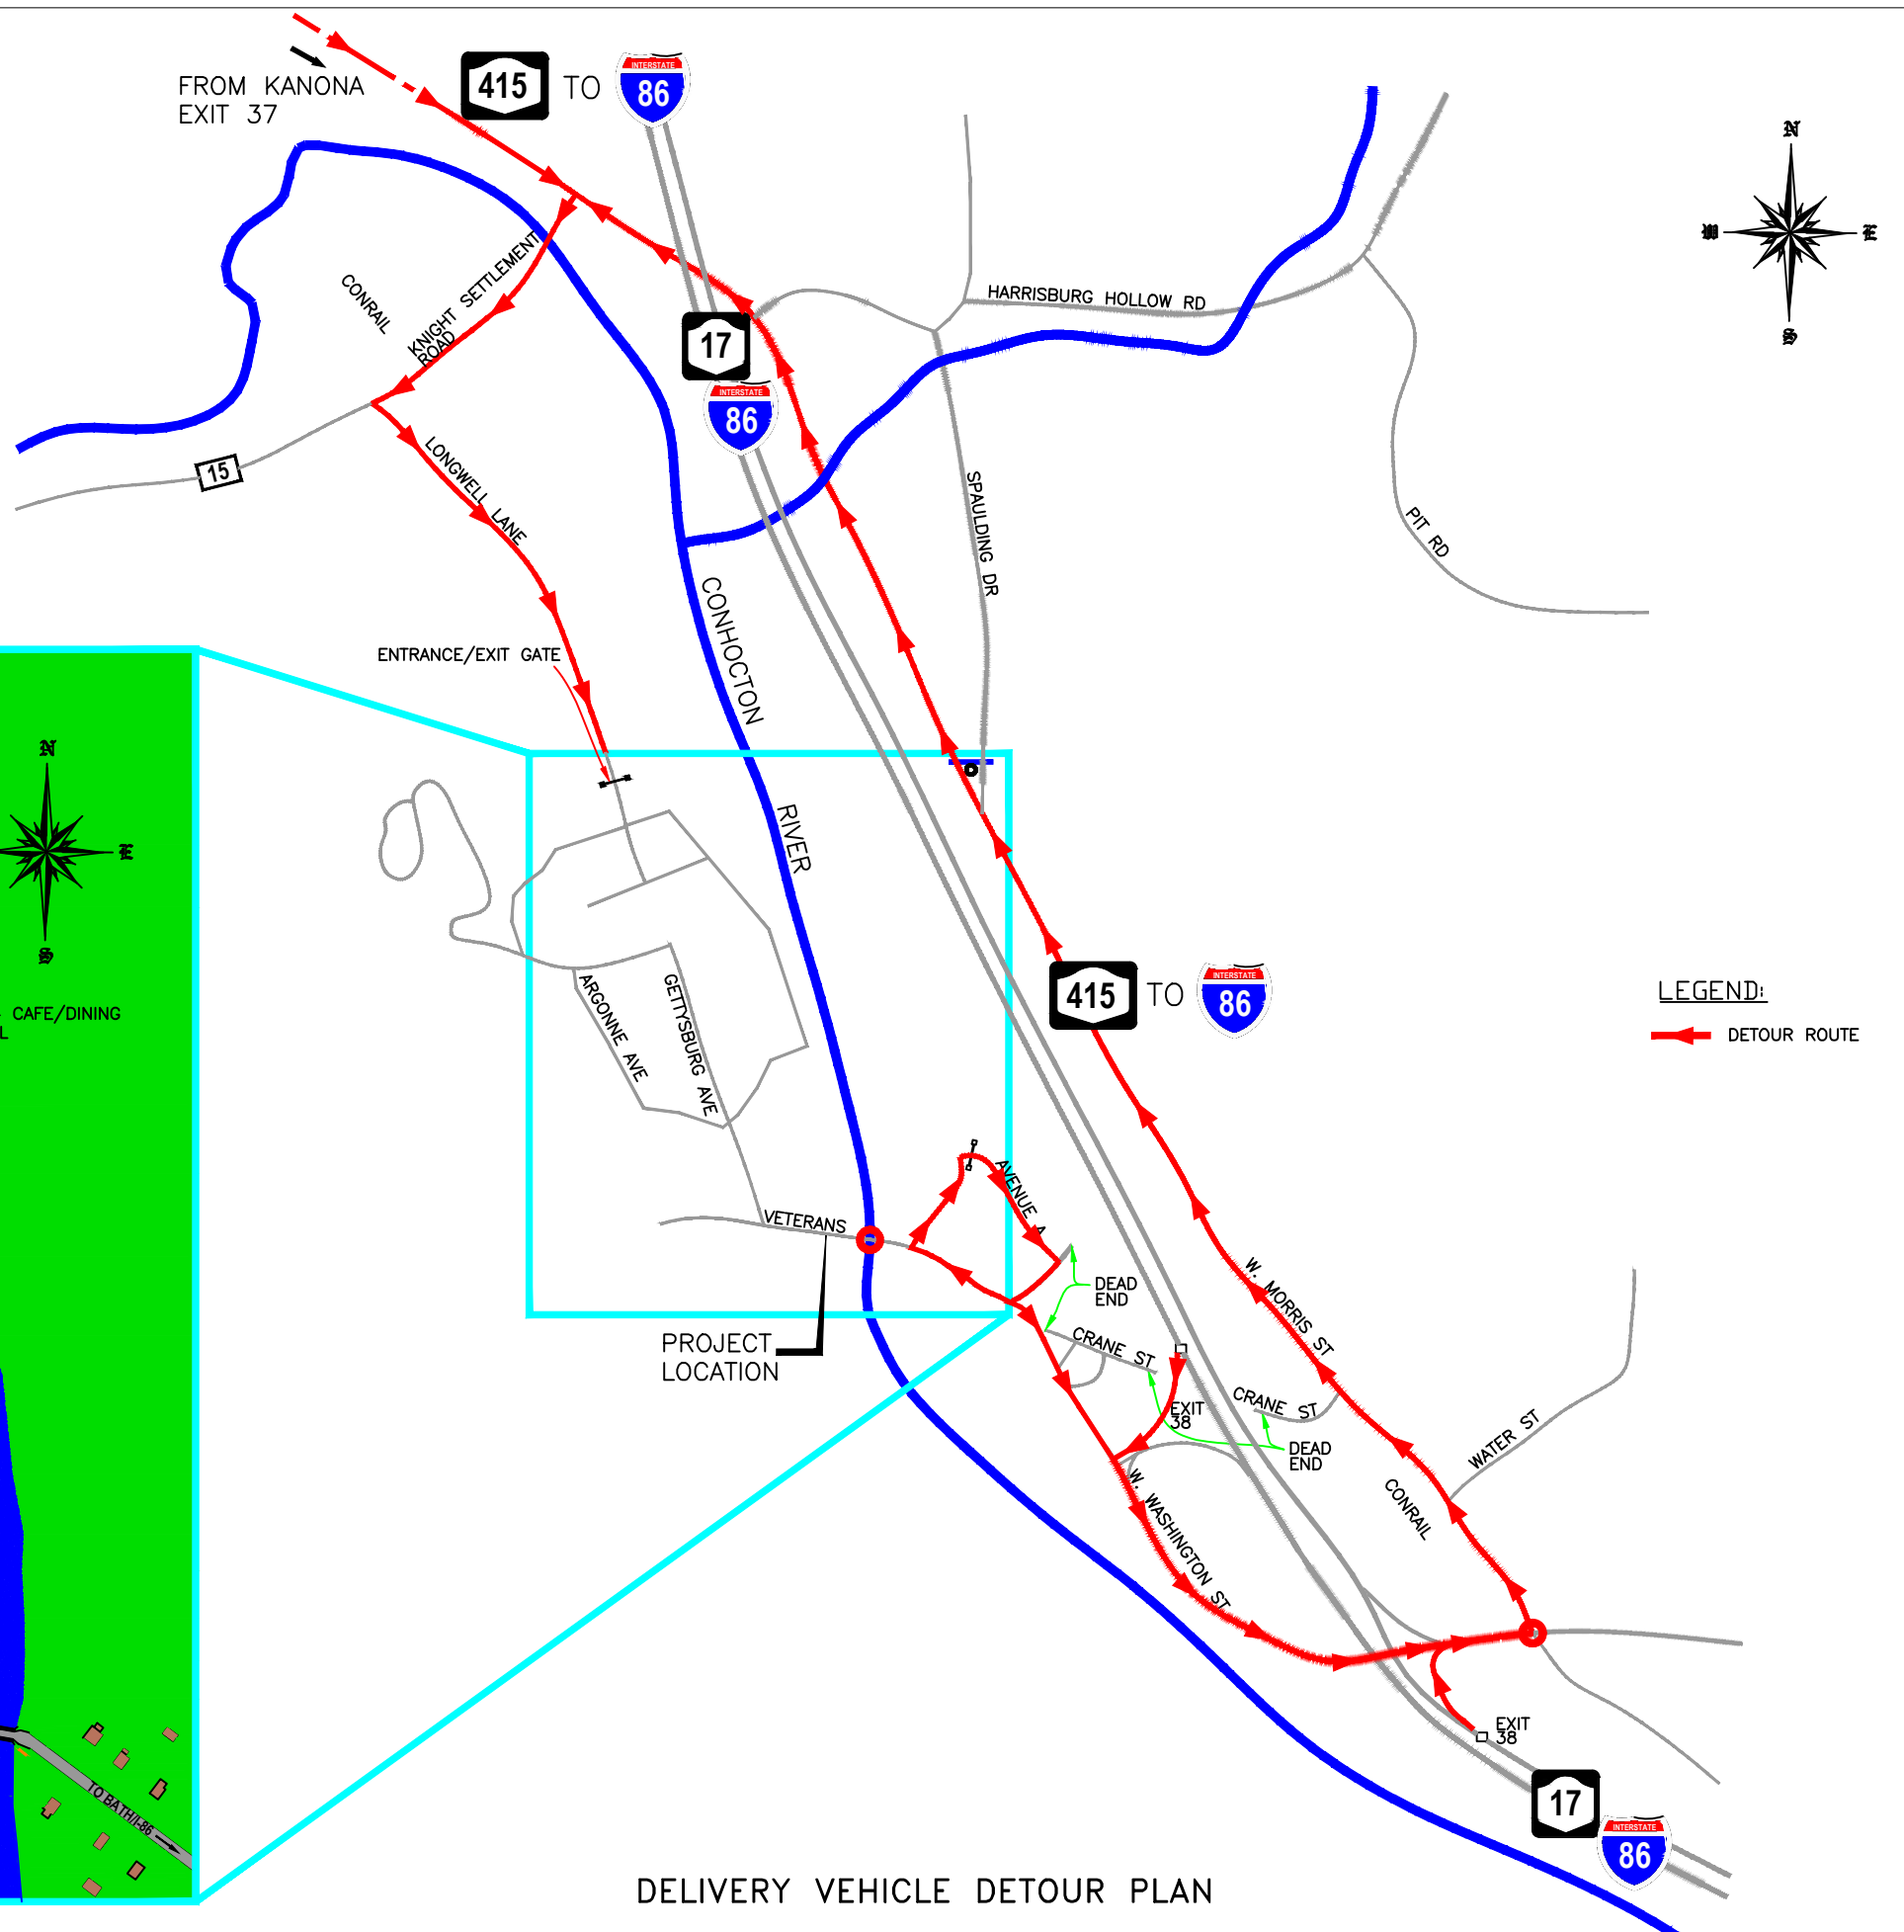 FROM KANONA
EXIT 37
415 TO
INTERSTATE
86
N
W E
S
CONRAIL
KNIGHT SETTLEMENT
ROAD
HARRISBURG HOLLOW RD
17
INTERSTATE
86
15
LONGWELL LANE
SPAULDING DR
PIT RD
CONHOCTON RIVER
ENTRANCE/EXIT GATE
N
E
S
CAFE/DINING
L
ARGONNE AVE
GETTYSBURG AVE
415 TO
INTERSTATE
86
LEGEND:
DETOUR ROUTE
VETERANS
AVENUE A
DEAD
END
PROJECT
LOCATION
CRANE ST
W. MORRIS ST
EXIT
38
CRANE ST
DEAD
END
WATER ST
CONRAIL
W. WASHINGTON ST
EXIT
38
17
INTERSTATE
86
TO BATH/I-86
DELIVERY VEHICLE DETOUR PLAN